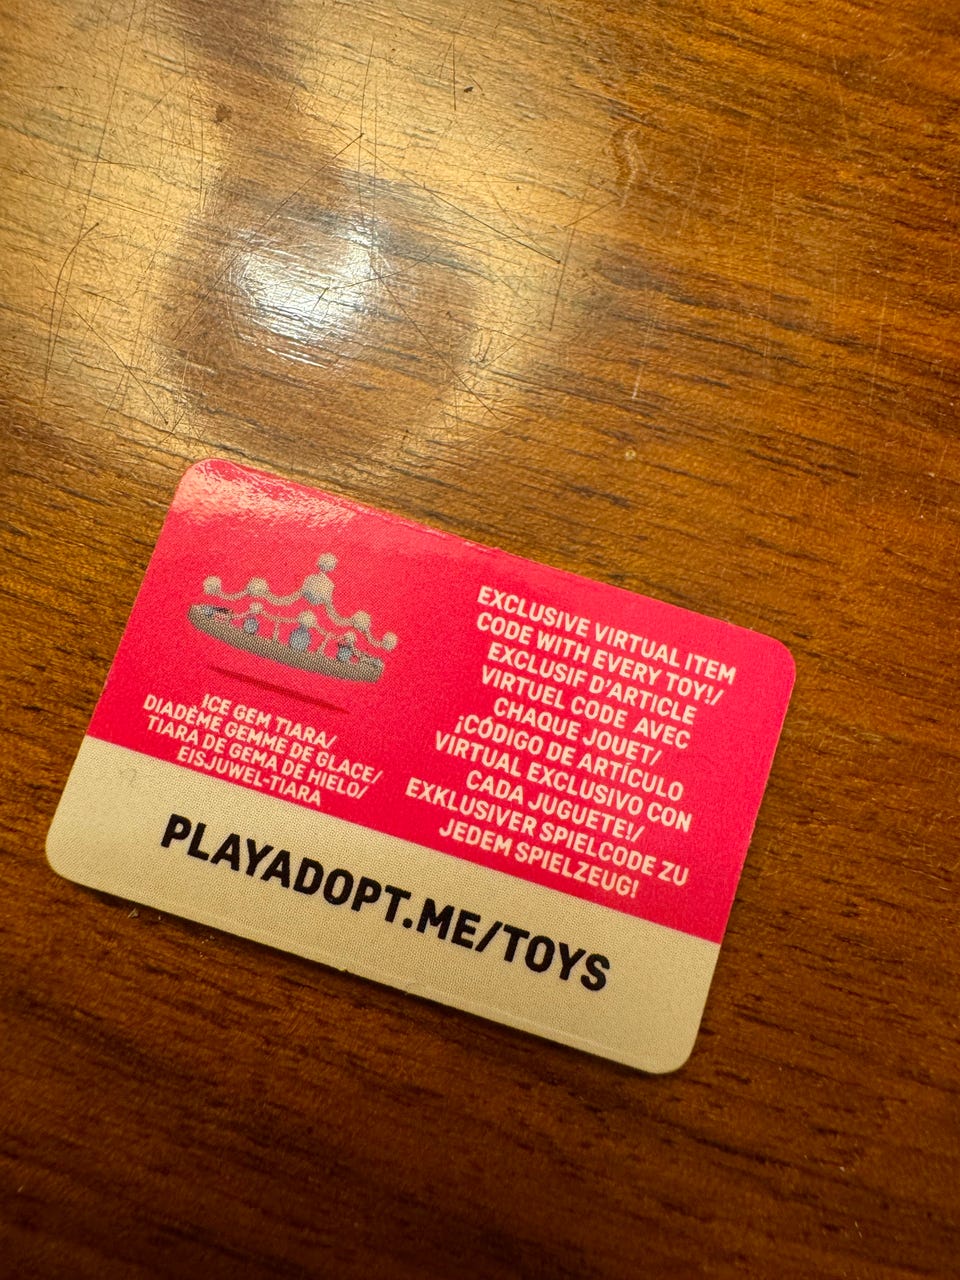 ICE GEM TIARA/
DIADÈME GEMME DE GLACE/
TIARA DE GEMA DE HIELO/
EISJUWEL-TIARA
EXCLUSIVE VIRTUAL ITEM
CODE WITH EVERY TOY!/
EXCLUSIF D'ARTICLE
VIRTUEL CODE AVEC
CHAQUE JOUET/
¡CÓDIGO DE ARTÍCULO
VIRTUAL EXCLUSIVO CON
CADA JUGUETE!/
EXKLUSIVER SPIELCODE ZU
JEDEM SPIELZEUG!
PLAYADOPT.ME/TOYS